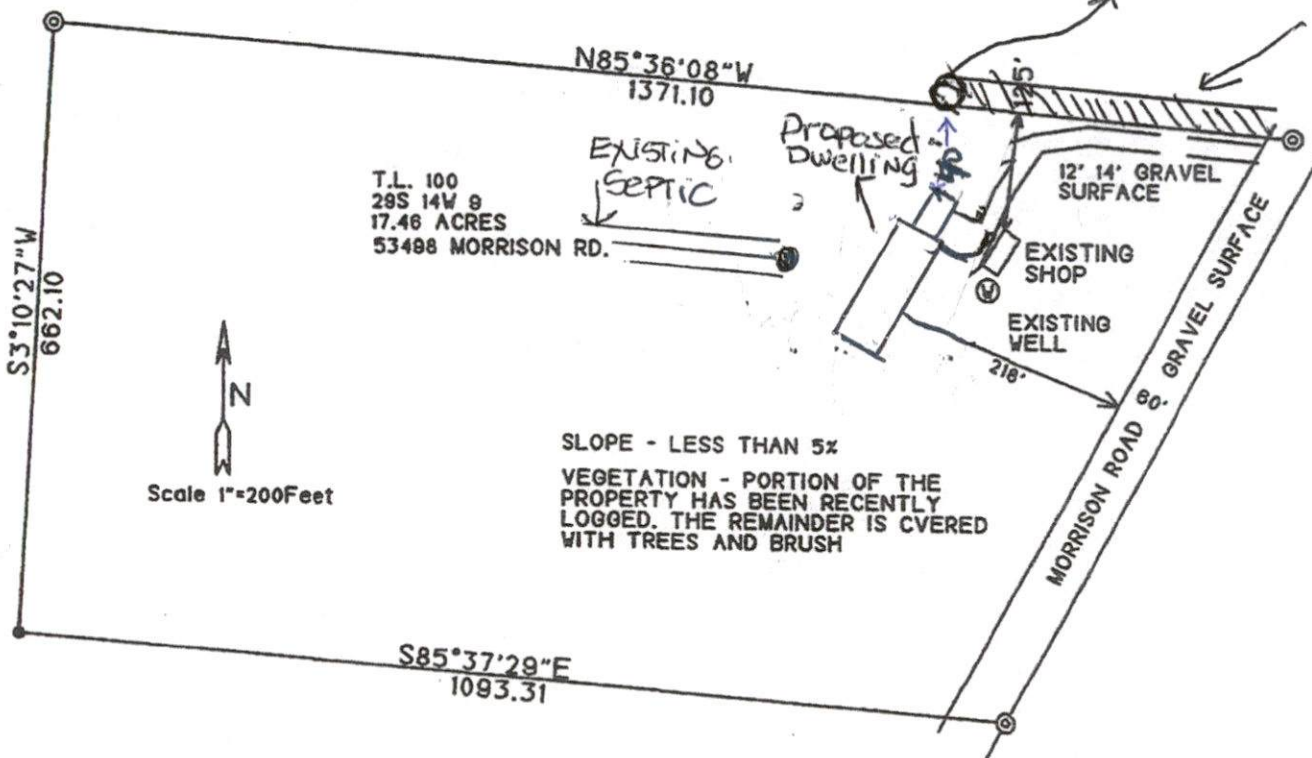 N85°36'08"W
1371.10
125'
EXISTING
SEPTIC
Proposed
Dwelling
12' 14' GRAVEL
SURFACE
T.L. 100
29S 14W 9
17.46 ACRES
53498 MORRISON RD.
EXISTING
SHOP
W
EXISTING
WELL
218'
S3°10'27"W
662.10
N
Scale 1"=200Feet
SLOPE - LESS THAN 5%
VEGETATION - PORTION OF THE
PROPERTY HAS BEEN RECENTLY
LOGGED. THE REMAINDER IS CVERED
WITH TREES AND BRUSH
MORRISON ROAD 60' GRAVEL SURFACE
S85°37'29"E
1093.31